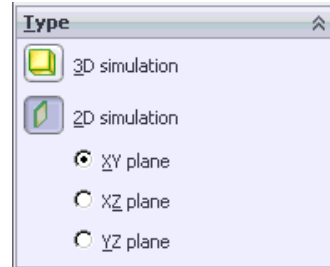 Type
3D simulation
2D simulation
XY plane
XZ plane
YZ plane